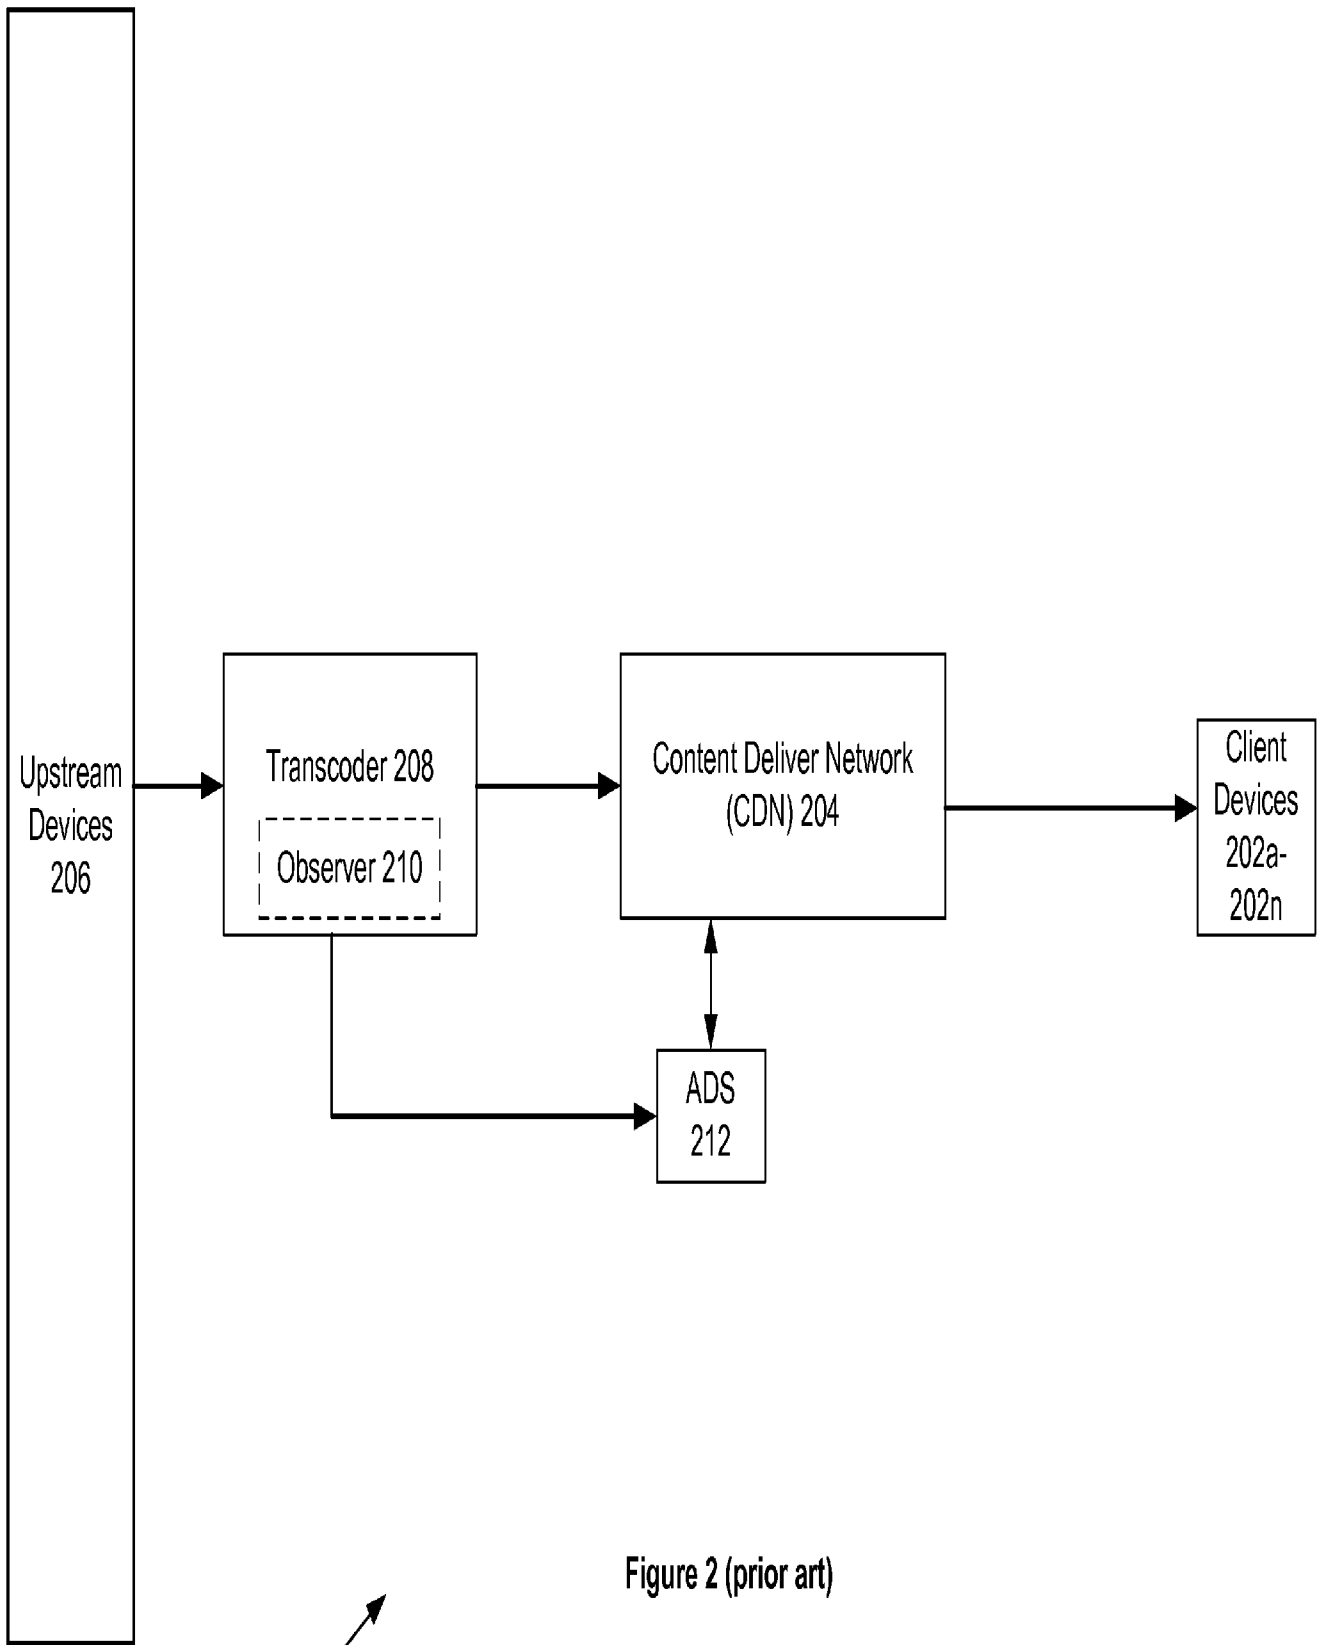 Upstream
Devices
206
Transcoder 208
Observer 210
Content Deliver Network
(CDN) 204
Client
Devices
202a-
202n
ADS
212
Figure 2 (prior art)